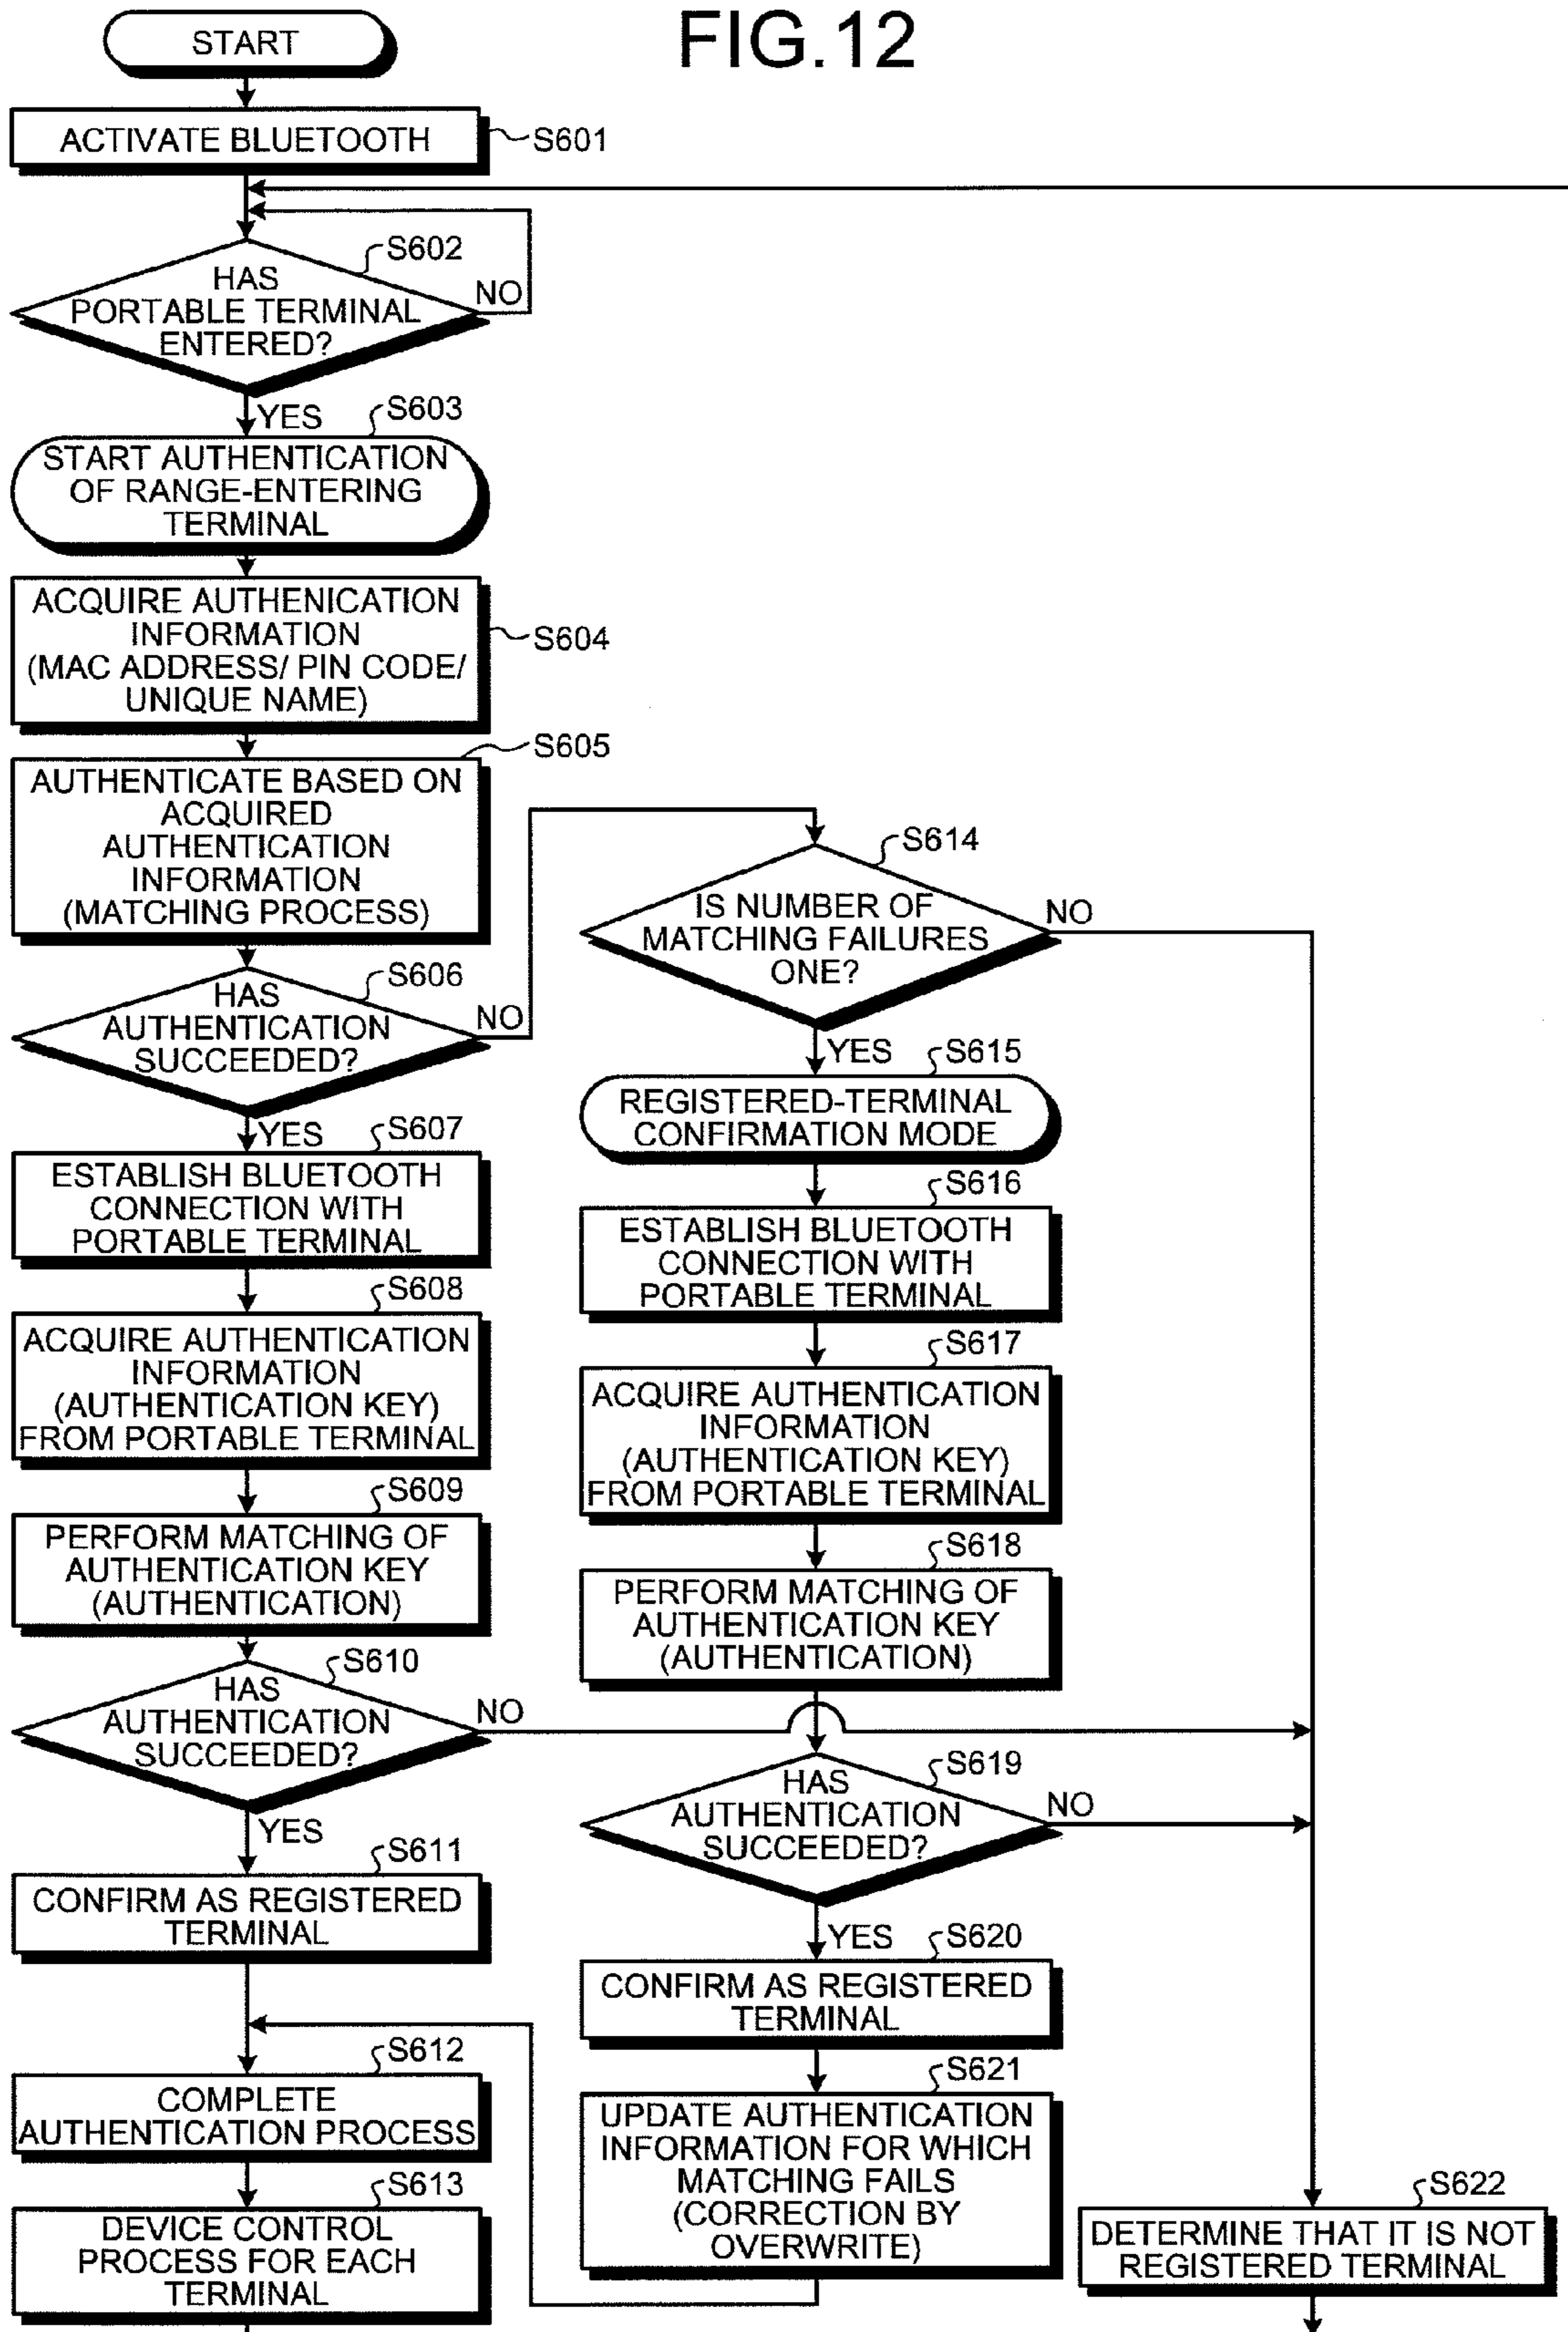 FIG.12
START
ACTIVATE BLUETOOTH
S601
S602
HAS
PORTABLE TERMINAL
ENTERED?
NO
YES
S603
START AUTHENTICATION
OF RANGE-ENTERING
TERMINAL
ACQUIRE AUTHENICATION
INFORMATION
(MAC ADDRESS/ PIN CODE/
UNIQUE NAME)
S604
S605
AUTHENTICATE BASED ON
ACQUIRED
AUTHENTICATION
INFORMATION
(MATCHING PROCESS)
S606
HAS
AUTHENTICATION
SUCCEEDED?
NO
YES
S607
ESTABLISH BLUETOOTH
CONNECTION WITH
PORTABLE TERMINAL
S608
ACQUIRE AUTHENTICATION
INFORMATION
(AUTHENTICATION KEY)
FROM PORTABLE TERMINAL
S609
PERFORM MATCHING OF
AUTHENTICATION KEY
(AUTHENTICATION)
S610
HAS
AUTHENTICATION
SUCCEEDED?
NO
YES
S611
CONFIRM AS REGISTERED
TERMINAL
S612
COMPLETE
AUTHENTICATION PROCESS
S613
DEVICE CONTROL
PROCESS FOR EACH
TERMINAL
S614
IS NUMBER OF
MATCHING FAILURES
ONE?
NO
YES
S615
REGISTERED-TERMINAL
CONFIRMATION MODE
S616
ESTABLISH BLUETOOTH
CONNECTION WITH
PORTABLE TERMINAL
S617
ACQUIRE AUTHENTICATION
INFORMATION
(AUTHENTICATION KEY)
FROM PORTABLE TERMINAL
S618
PERFORM MATCHING OF
AUTHENTICATION KEY
(AUTHENTICATION)
S619
HAS
AUTHENTICATION
SUCCEEDED?
NO
YES
S620
CONFIRM AS REGISTERED
TERMINAL
S621
UPDATE AUTHENTICATION
INFORMATION FOR WHICH
MATCHING FAILS
(CORRECTION BY
OVERWRITE)
S622
DETERMINE THAT IT IS NOT
REGISTERED TERMINAL